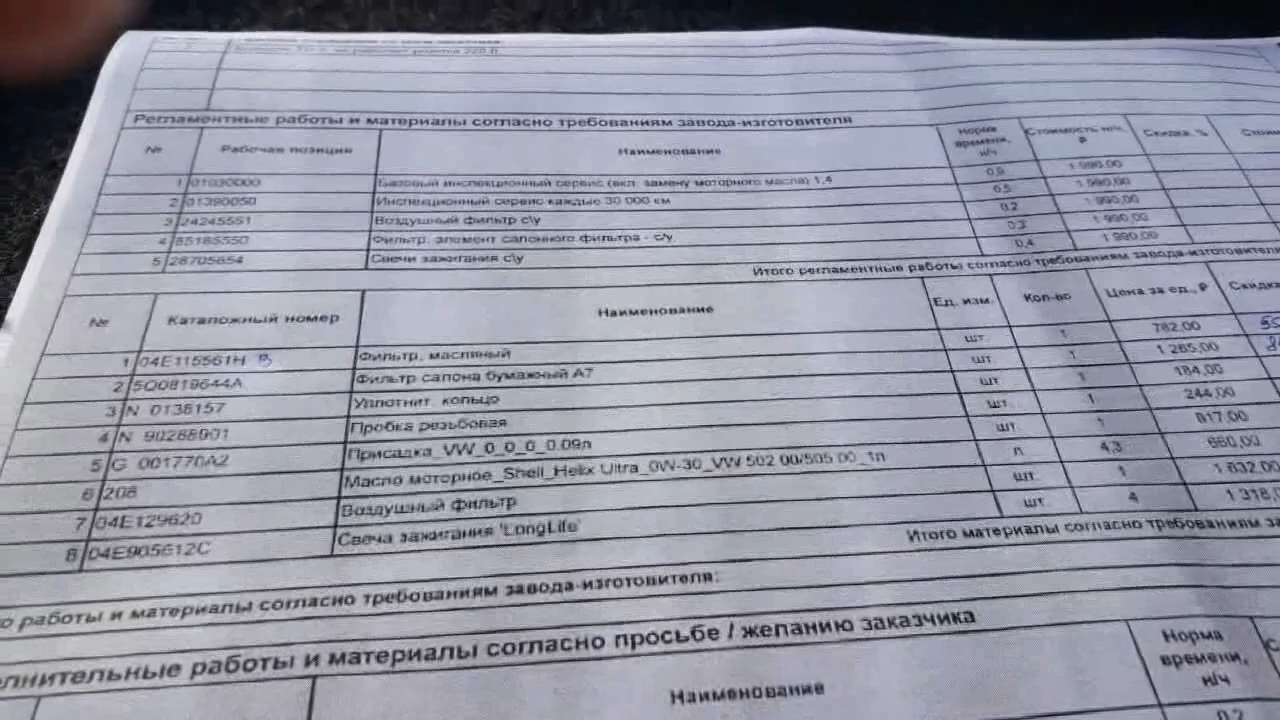 Регламентные работы и материалы согласно требованиям завода-изготовителя
№ Рабочая позиция Наименование Норма времени, н/ч Стоимость н/ч, ₽ Скидка, %
1 01030000 Базовый инспекционный сервис (вкл. замену моторного масла) 1,4 0,9 1 990,00
2 01390050 Инспекционный сервис каждые 30 000 км 0,5 1 990,00
3 24245551 Воздушный фильтр с\у 0,2 1 990,00
4 85185550 Фильтр. элемент салонного фильтра - с/у 1 990,00
5 28705654 Свечи зажигания с\у 0,4 1 990,00
Итого регламентные работы согласно требованиям завода-изготовителя
№ Каталожный номер Наименование Ед. изм. Кол-во Цена за ед., ₽ Скидка
1 04E115561H B Фильтр, масляный шт. 1 782,00
2 5Q0819644A Фильтр салона бумажный A7 шт. 1 1 265,00
3 N 0138157 Уплотнит. кольцо шт. 1 184,00
4 N 90288901 Пробка резьбовая шт. 1 244,00
5 G 001770A2 Присадка_VW_0_0_0_0.09л шт. 1 817,00
6 208 Масло моторное_Shell_Helix Ultra_0W-30_VW 502 00/505 00_1л л 4,3 660,00
7 04E129620 Воздушный фильтр шт. 1 1 632,00
8 04E905612C Свеча зажигания 'LongLife' шт. 4 1 318,
Итого материалы согласно требованиям
работы и материалы согласно требованиям завода-изготовителя:
лнительные работы и материалы согласно просьбе / желанию заказчика
Наименование Норма времени, н/ч
0,2